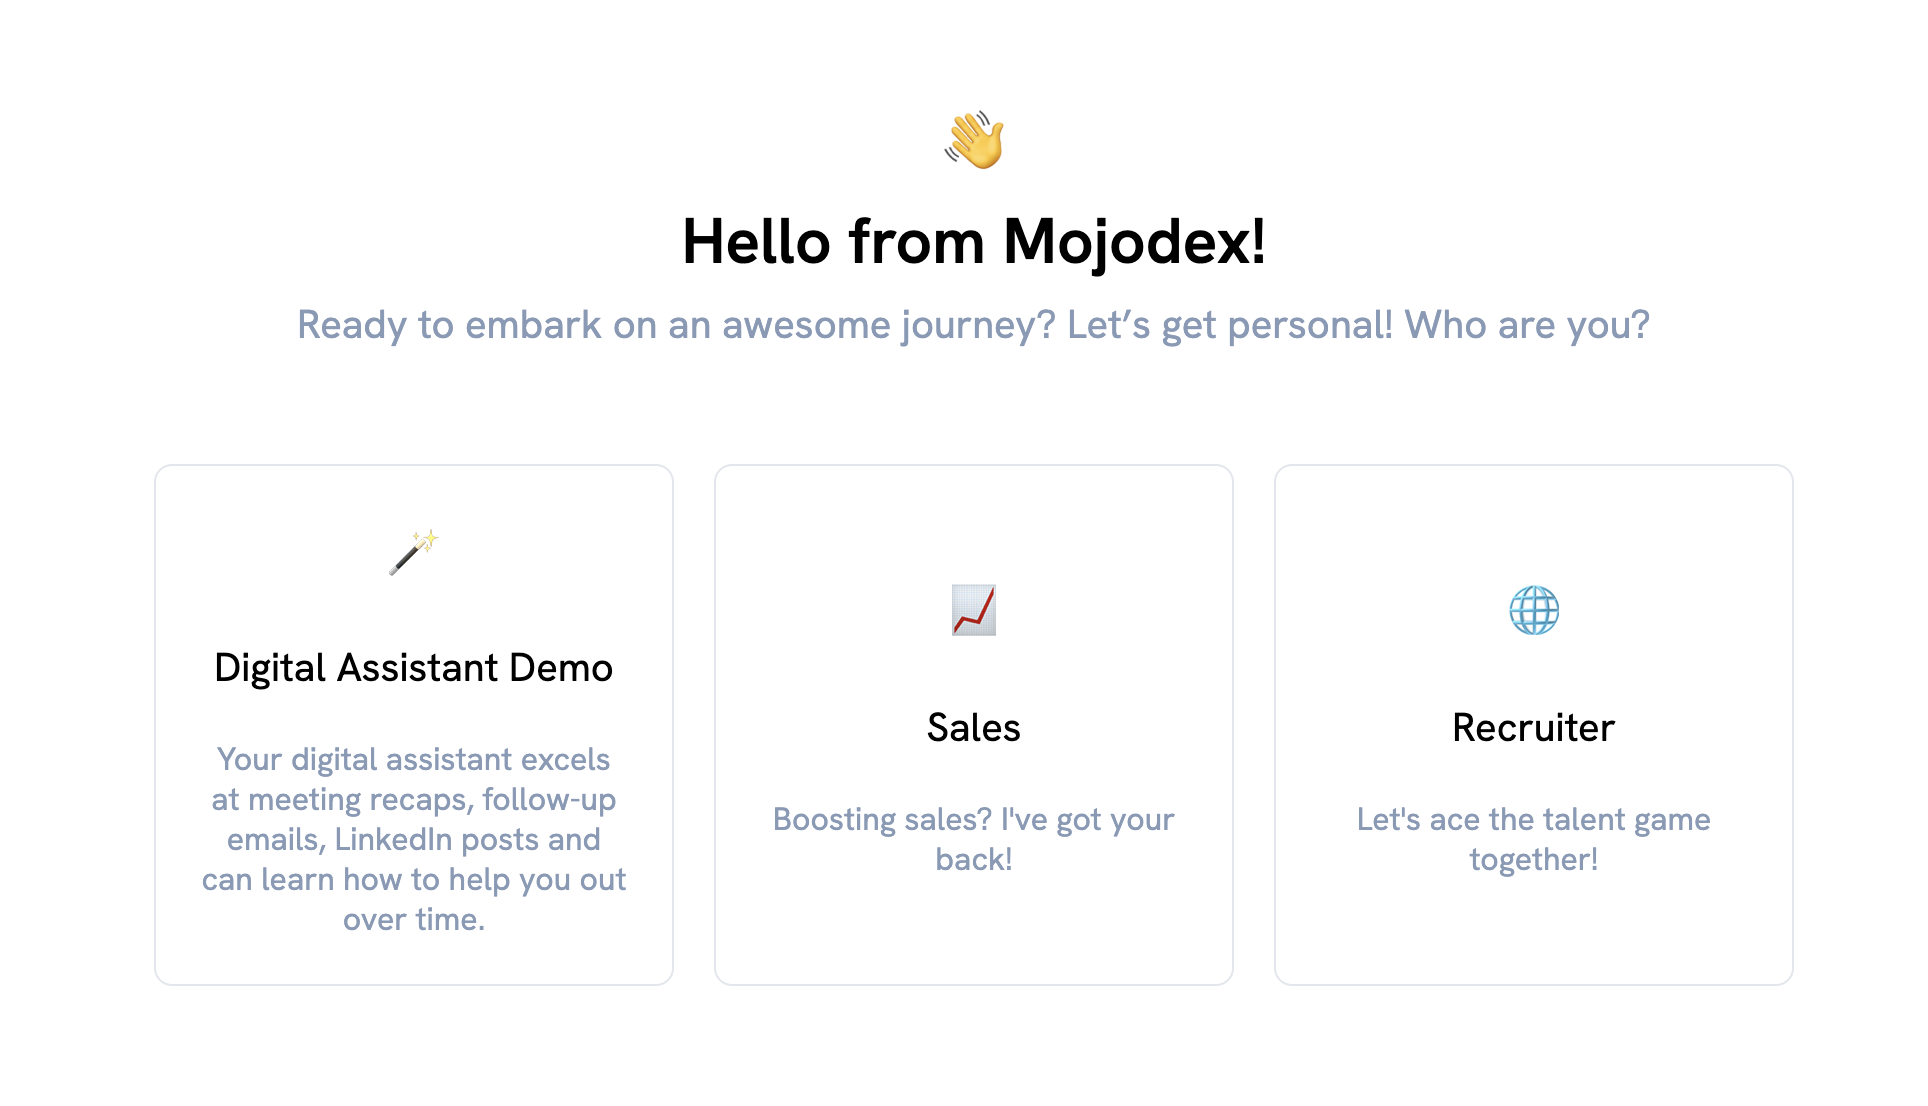 Hello from Mojodex!
Ready to embark on an awesome journey? Let’s get personal! Who are you?
Digital Assistant Demo
Your digital assistant excels
at meeting recaps, follow-up
emails, LinkedIn posts and
can learn how to help you out
over time.
Sales
Boosting sales? I've got your
back!
Recruiter
Let's ace the talent game
together!